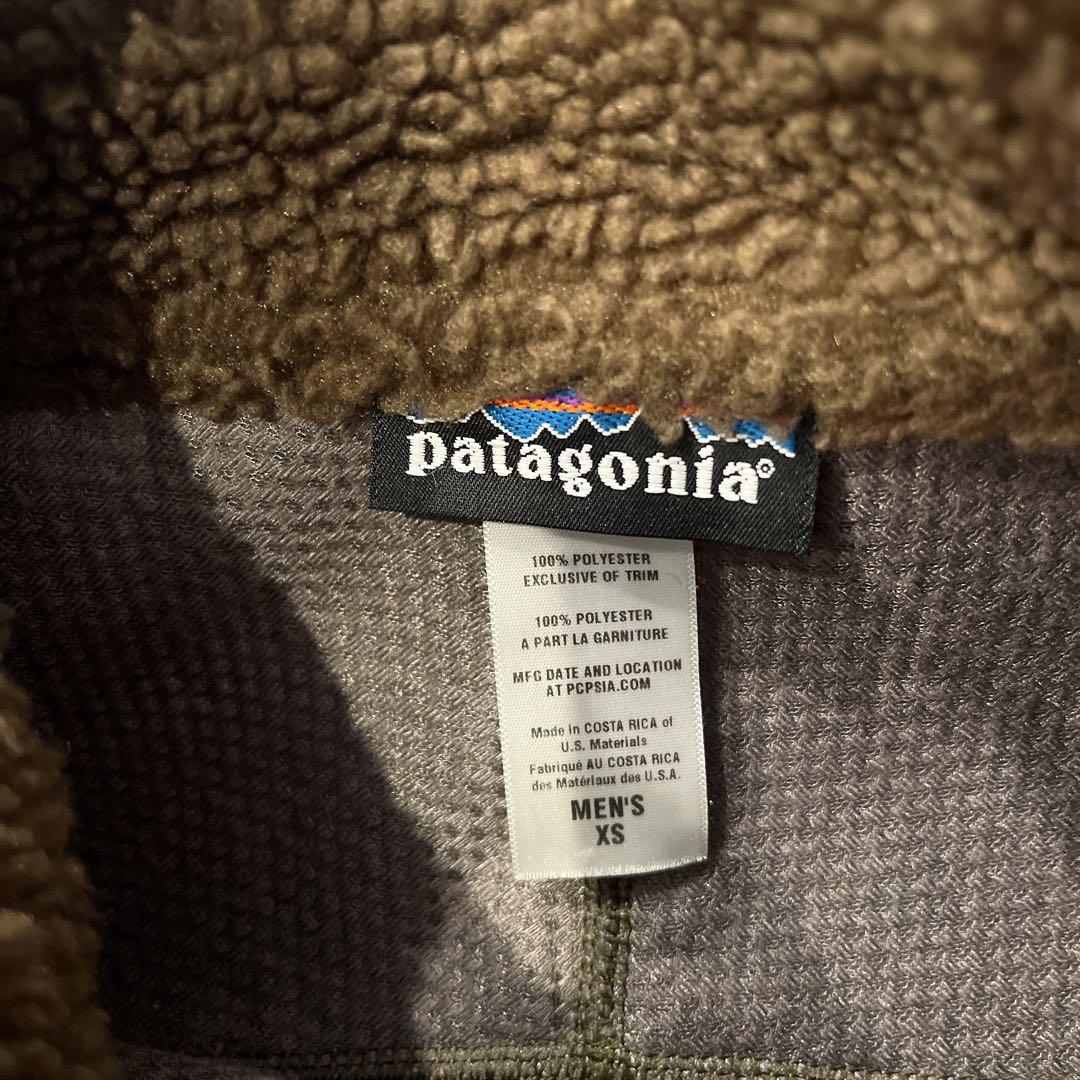 patagonia®
100% POLYESTER
EXCLUSIVE OF TRIM
100% POLYESTER
A PART LA GARNITURE
MFG DATE AND LOCATION
AT PCPSIA.COM
Made in COSTA RICA of
U.S. Materials
Fabriqué AU COSTA RICA
des Matériaux des U.S.A.
MEN'S
XS